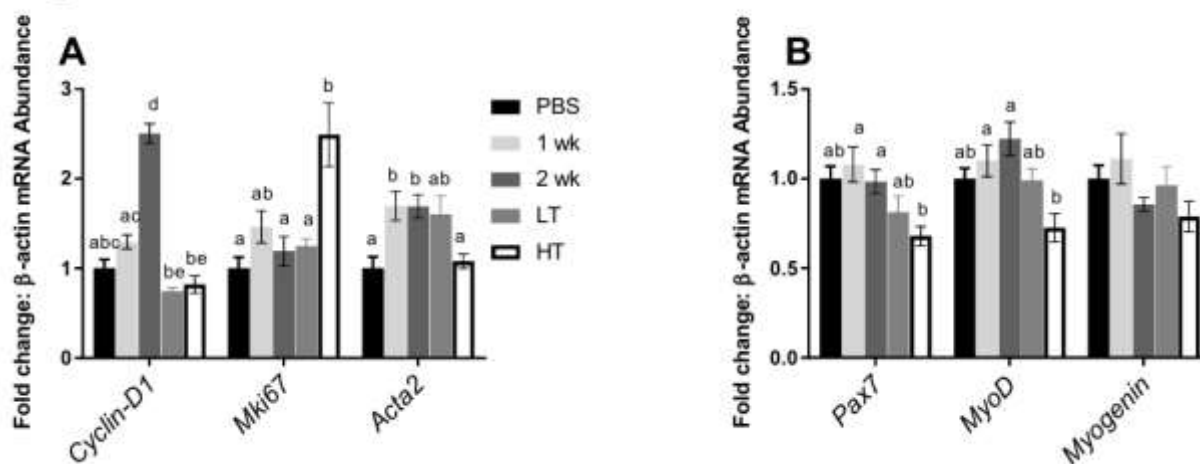 A
Fold change: β-actin mRNA Abundance
3
2
1
0
abc
ac
d
be
be
a
ab
a
a
b
a
b
b
ab
a
Cyclin-D1
Mki67
Acta2
PBS
1 wk
2 wk
LT
HT
B
Fold change: β-actin mRNA Abundance
1.5
1.0
0.5
0.0
ab
a
a
ab
b
ab
a
a
ab
b
Pax7
MyoD
Myogenin